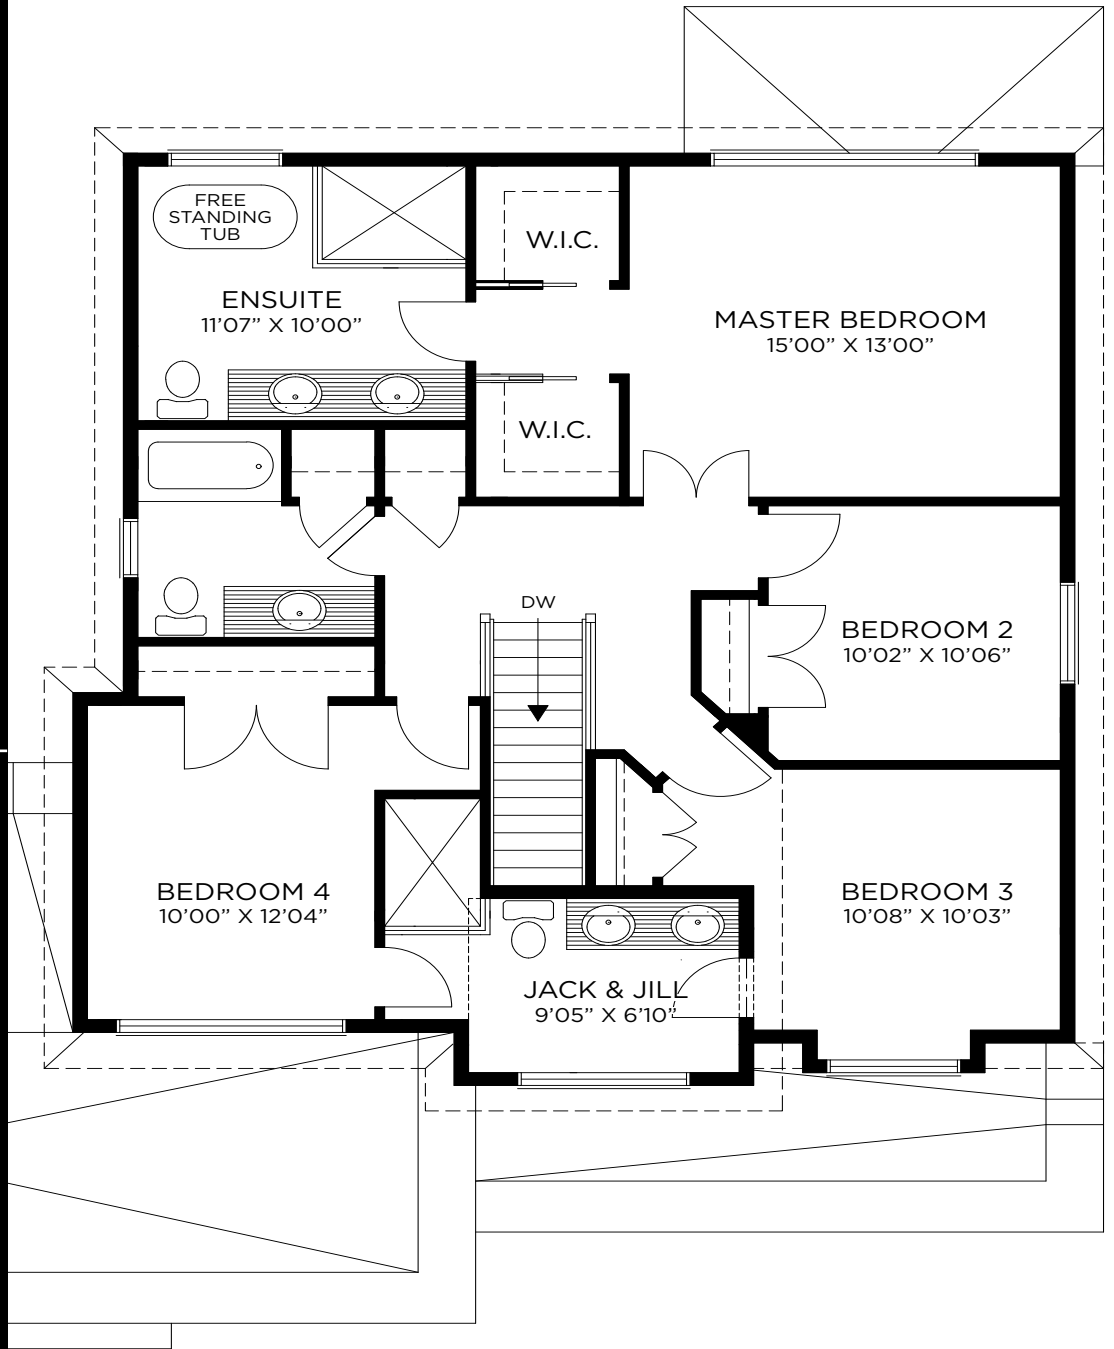 FREE
STANDING
TUB
W.I.C.
ENSUITE
11’07” X 10’00”
MASTER BEDROOM
15’00” X 13’00”
W.I.C.
DW
BEDROOM 2
10’02” X 10’06”
BEDROOM 4
10’00” X 12’04”
BEDROOM 3
10’08” X 10’03”
JACK & JILL
9’05” X 6’10”